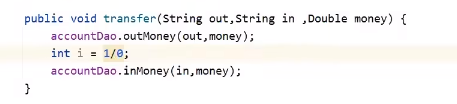 public void transfer(String out,String in ,Double money) {
accountDao.outMoney(out,money);
int i = 1/0;
accountDao.inMoney(in,money);
}